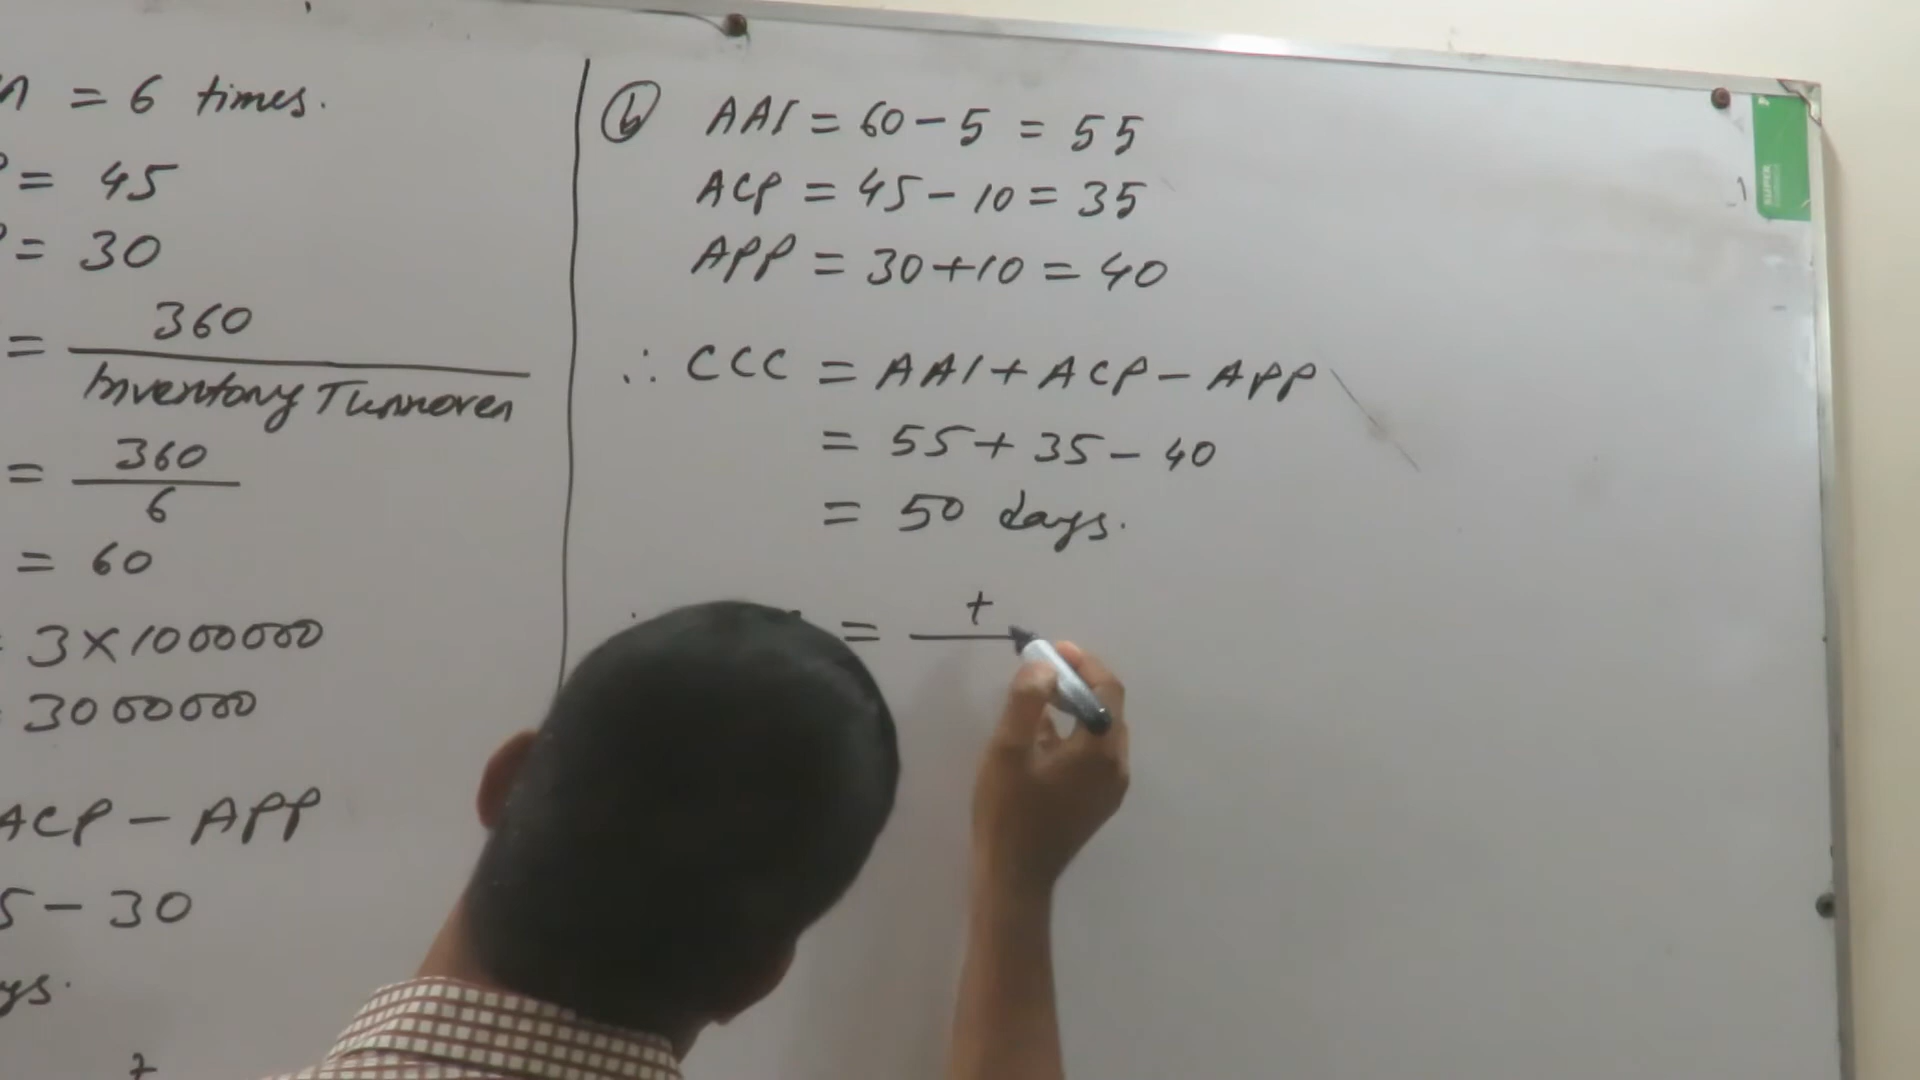 n = 6 times.
P = 45
P = 30
= 360 / Inventory Turnover
= 360 / 6
= 60
= 3×1000000
= 3000000
ACP - APP
5 - 30
ys.
b AAI = 60 - 5 = 55
ACP = 45 - 10 = 35
APP = 30 + 10 = 40
∴ CCC = AAI + ACP - APP
= 55 + 35 - 40
= 50 days.
= t
SUPER